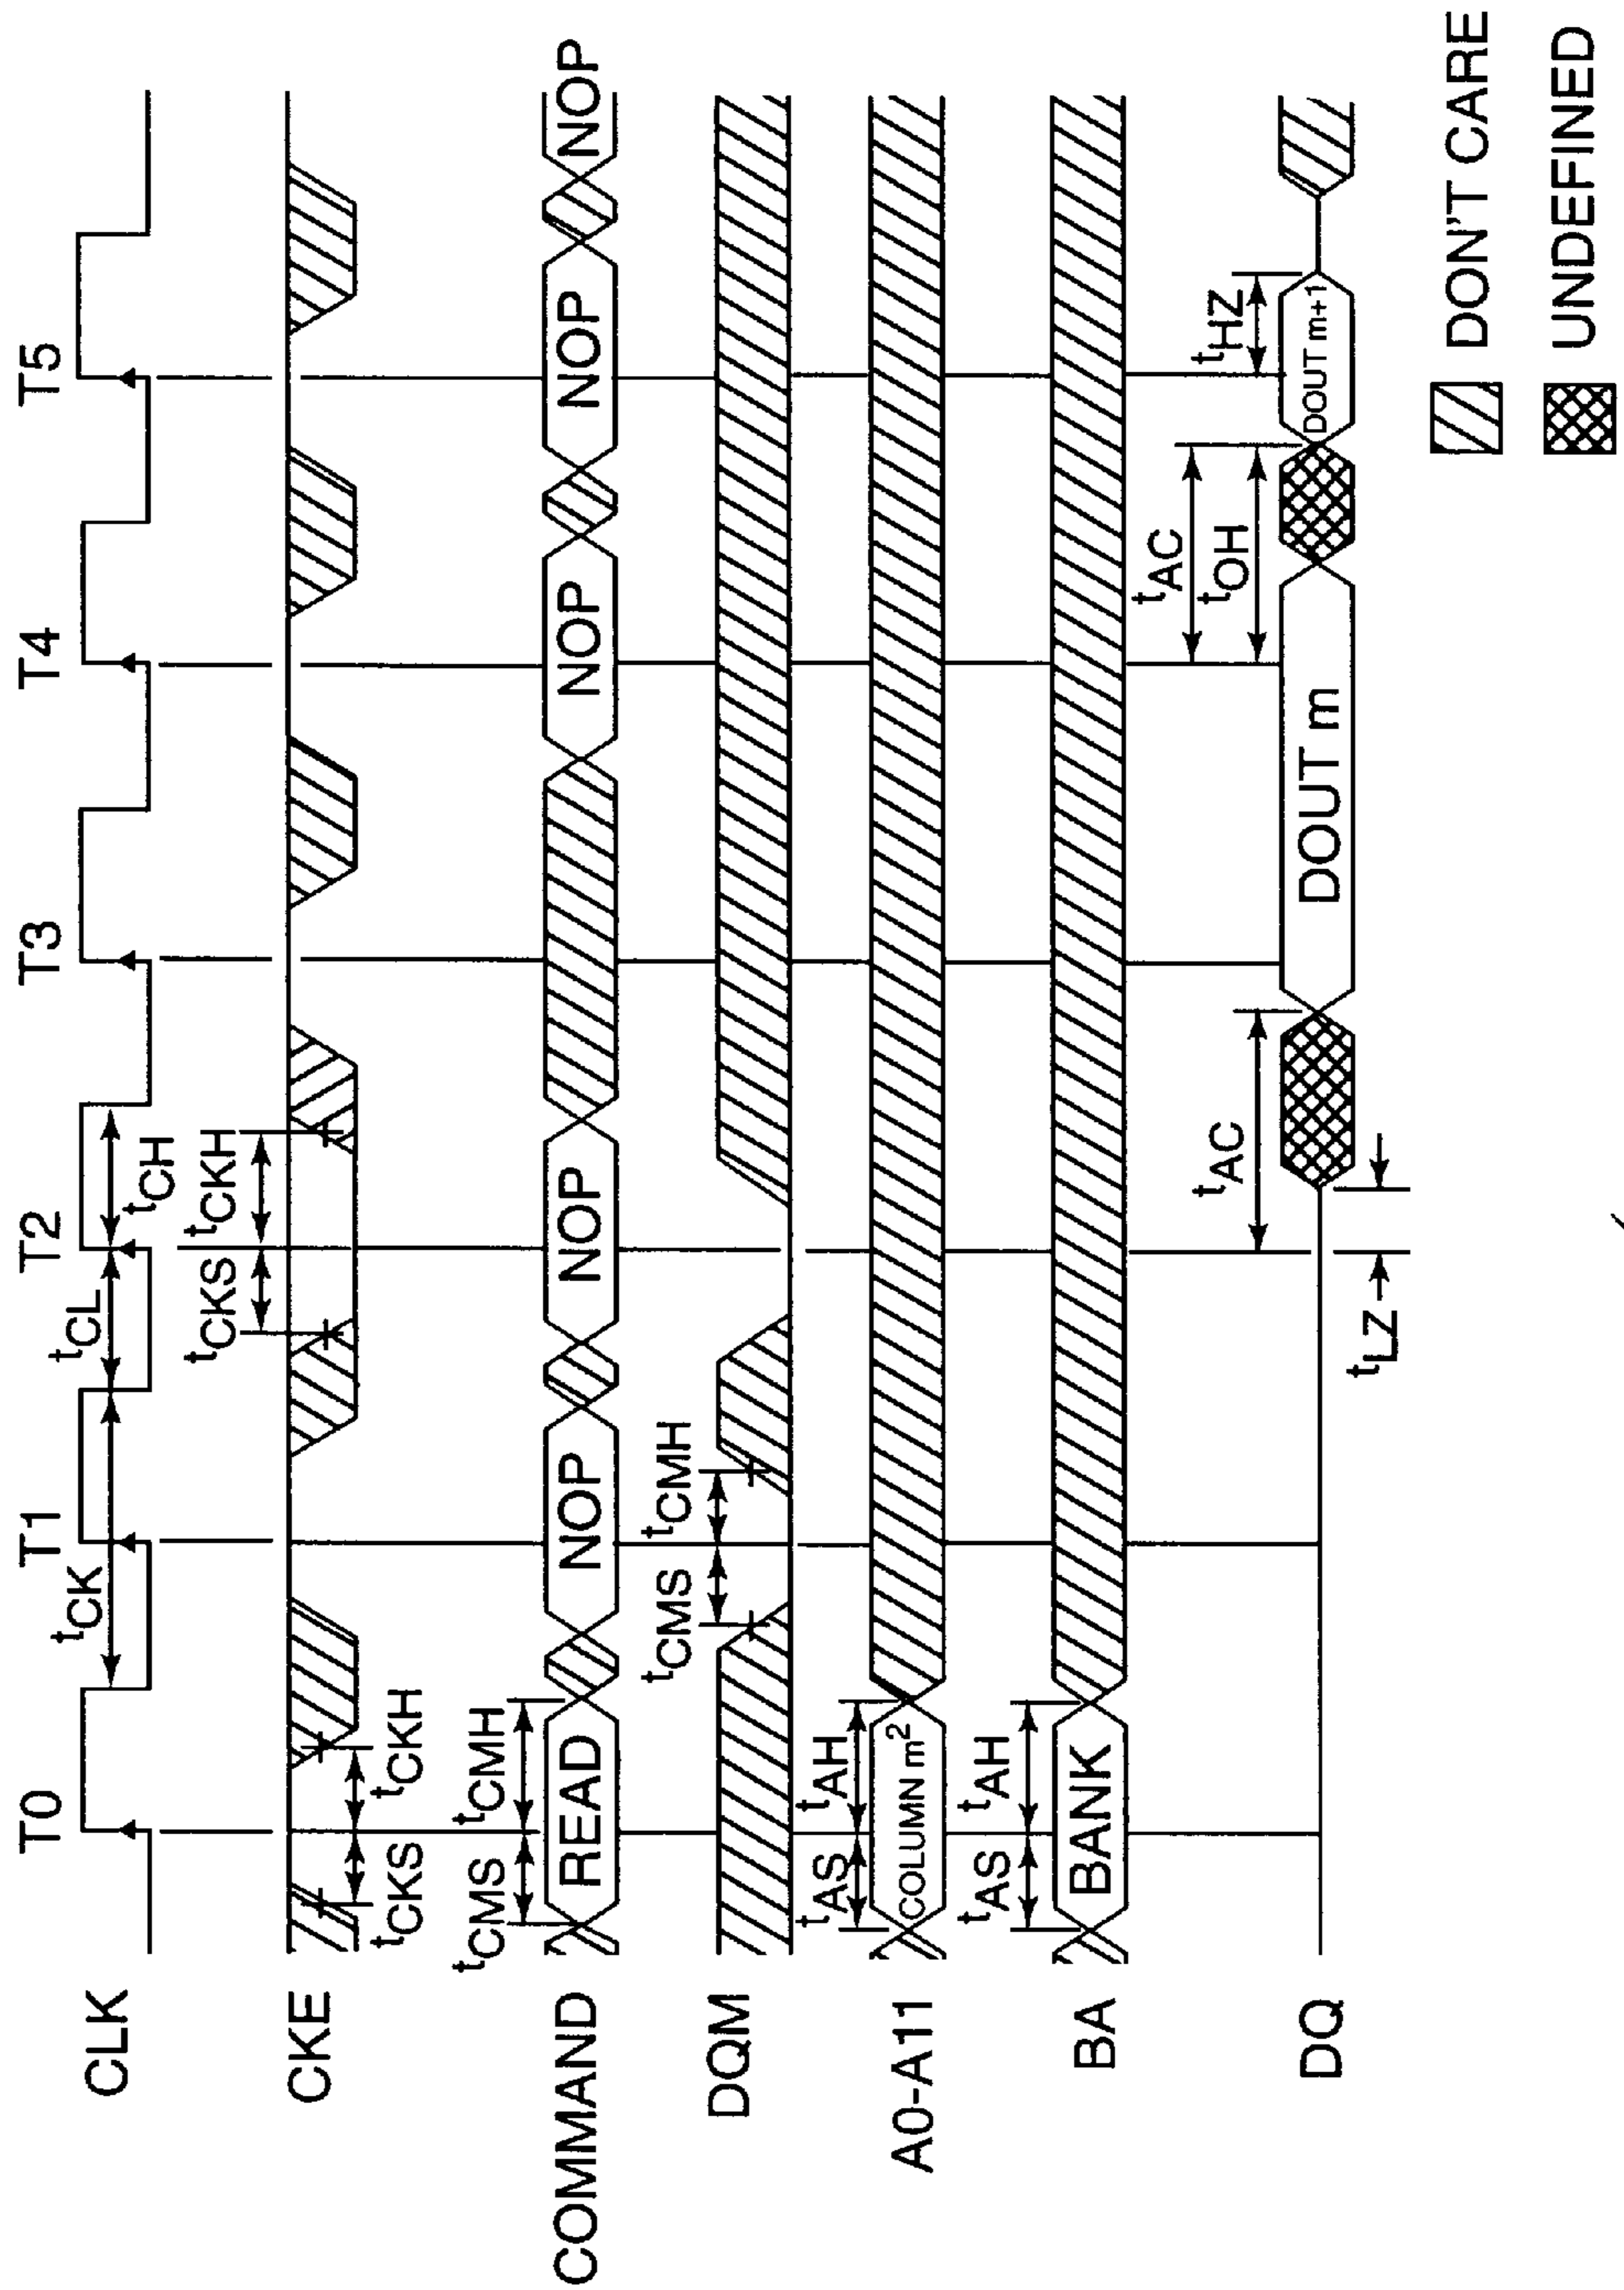 T0 T1 T2 T3 T4 T5
CLK
tCK tCL tCH
CKE
tCKS tCKH tCKS tCKH
tCMS tCMH
COMMAND READ NOP NOP NOP NOP NOP
tCMS tCMH
DQM
tAS tAH
A0-A11 COLUMN m2
tAS tAH
BA BANK
tAC tAC
tOH tHZ
DQ DOUT m DOUT m+1
tLZ
DON'T CARE
UNDEFINED